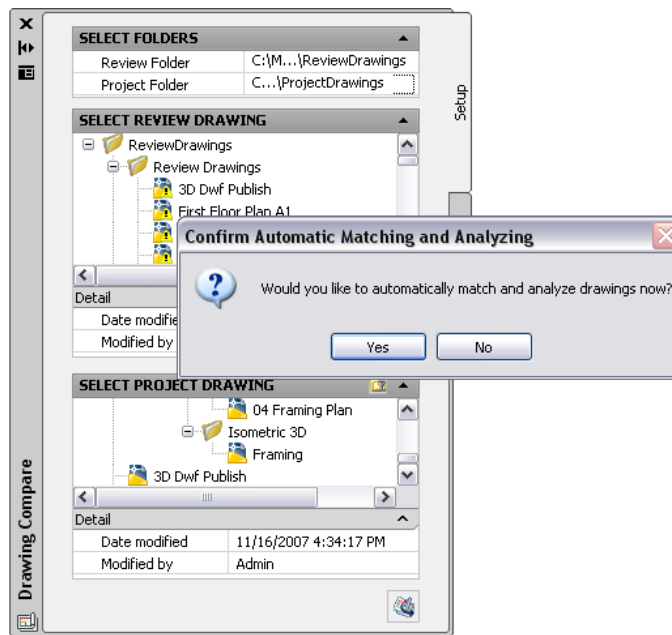 SELECT FOLDERS
Review Folder C:\M...\ReviewDrawings
Project Folder C...\ProjectDrawings
Setup
SELECT REVIEW DRAWING
ReviewDrawings
Review Drawings
3D Dwf Publish
First Floor Plan A1
Confirm Automatic Matching and Analyzing
Would you like to automatically match and analyze drawings now?
Yes No
Detail
Date modifie
Modified by
SELECT PROJECT DRAWING
04 Framing Plan
Isometric 3D
Framing
3D Dwf Publish
Detail
Date modified 11/16/2007 4:34:17 PM
Modified by Admin
Drawing Compare